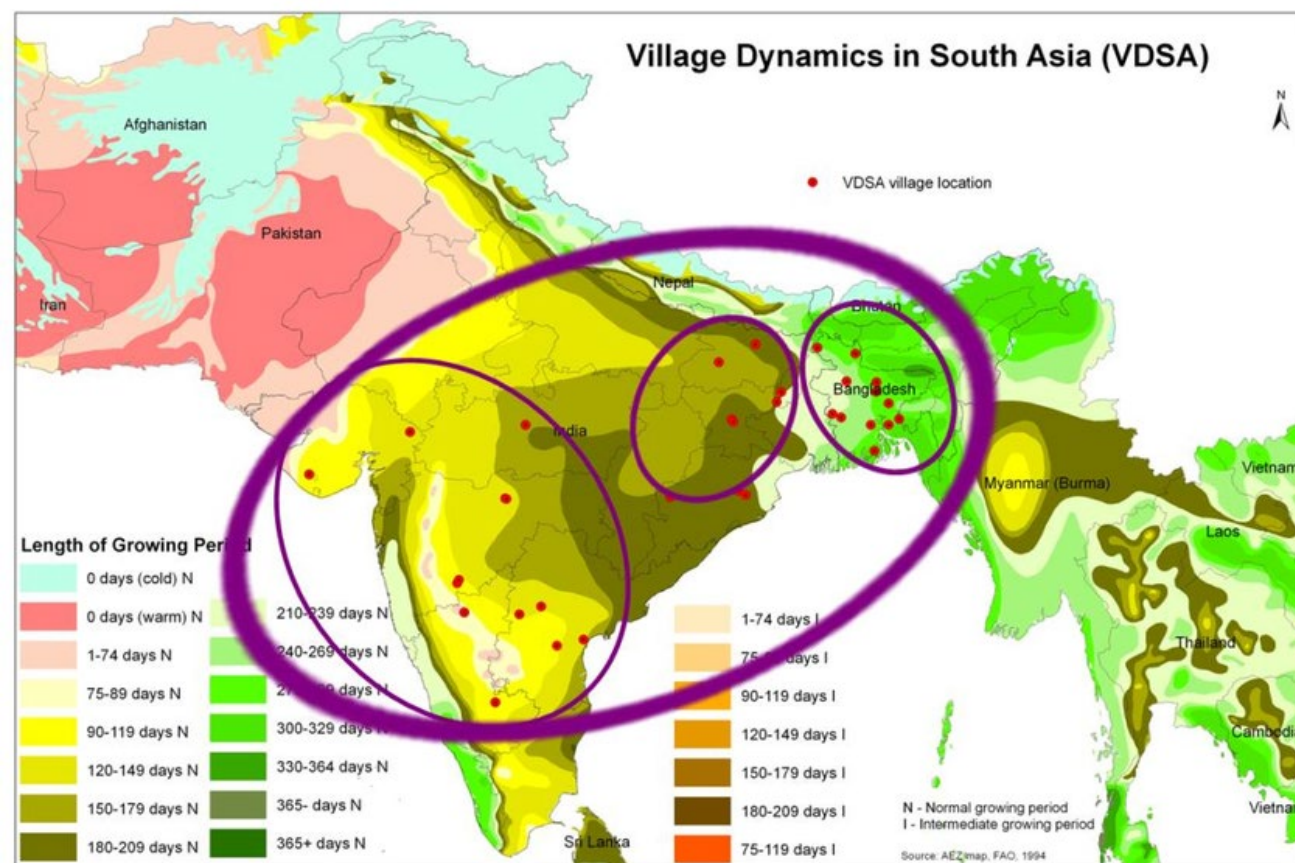 Village Dynamics in South Asia (VDSA)
N
VDSA village location
Afghanistan
Pakistan
Iran
Nepal
Bhutan
Bangladesh
India
Myanmar (Burma)
Vietnam
Laos
Thailand
Cambodia
Vietnam
Sri Lanka
Length of Growing Period
0 days (cold) N
0 days (warm) N
1-74 days N
75-89 days N
90-119 days N
120-149 days N
150-179 days N
180-209 days N
210-239 days N
240-269 days N
days N
300-329 days N
330-364 days N
365- days N
365+ days N
1-74 days I
days I
90-119 days I
120-149 days I
150-179 days I
180-209 days I
75-119 days I
N - Normal growing period
I - Intermediate growing period
Source: AEZ map, FAO, 1994